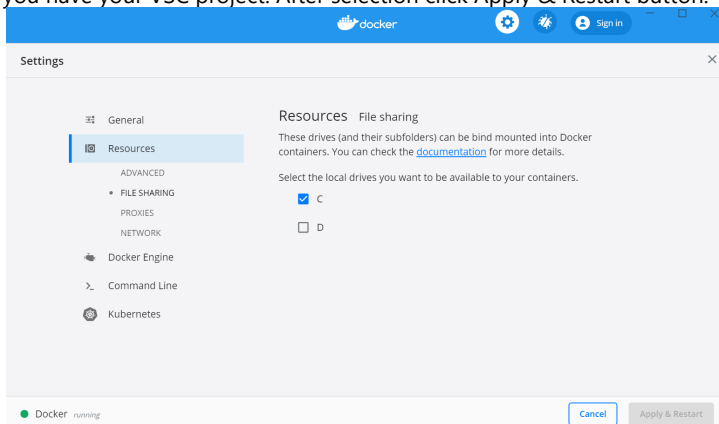 you have your VSC project. After selection click Apply & Restart button.
docker
Sign in
Settings
General
Resources
ADVANCED
FILE SHARING
PROXIES
NETWORK
Docker Engine
Command Line
Kubernetes
Resources File sharing
These drives (and their subfolders) can be bind mounted into Docker
containers. You can check the documentation for more details.
Select the local drives you want to be available to your containers.
C
D
Docker running
Cancel
Apply & Restart